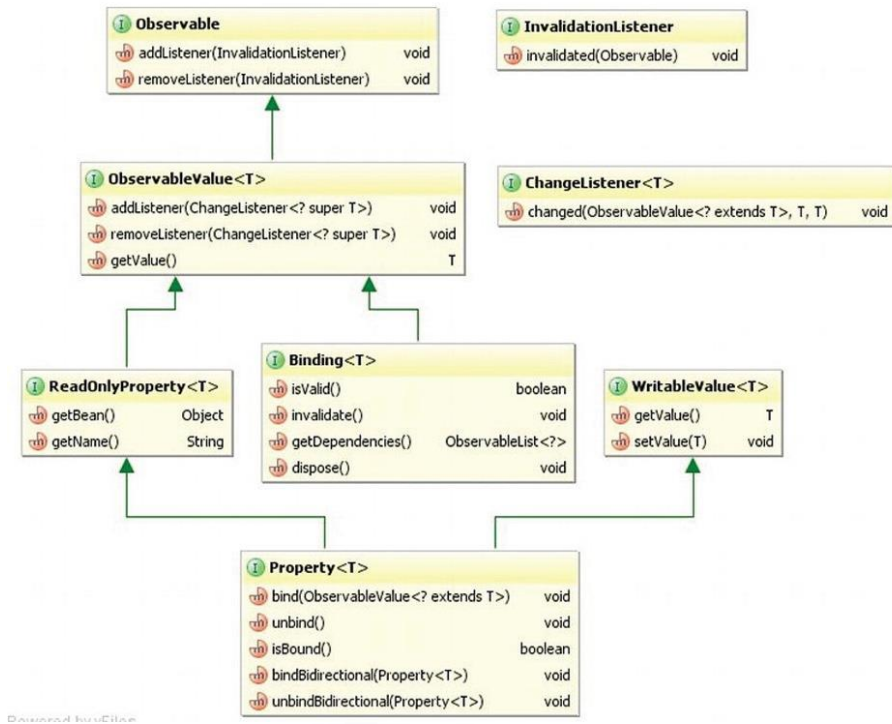 Observable
addListener(InvalidationListener) void
removeListener(InvalidationListener) void
InvalidationListener
invalidated(Observable) void
ObservableValue<T>
addListener(ChangeListener<? super T>) void
removeListener(ChangeListener<? super T>) void
getValue() T
ChangeListener<T>
changed(ObservableValue<? extends T>, T, T) void
ReadOnlyProperty<T>
getBean() Object
getName() String
Binding<T>
isValid() boolean
invalidate() void
getDependencies() ObservableList<?>
dispose() void
WritableValue<T>
getValue() T
setValue(T) void
Property<T>
bind(ObservableValue<? extends T>) void
unbind() void
isBound() boolean
bindBidirectional(Property<T>) void
unbindBidirectional(Property<T>) void
Powered by yFiles